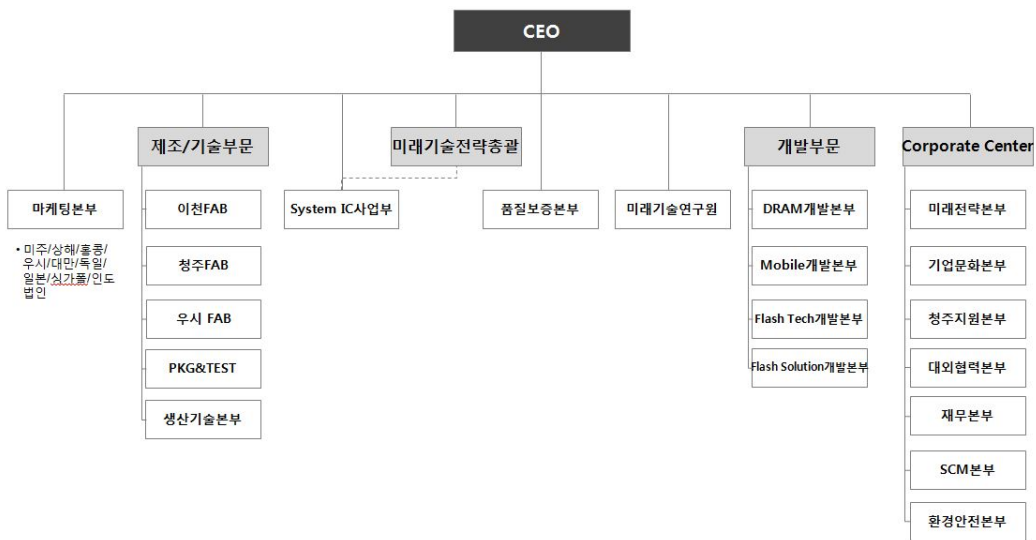 CEO
제조/기술부문
미래기술전략총괄
개발부문
Corporate Center
마케팅본부
• 미주/상해/홍콩/
우시/대만/독일/
일본/싱가폴/인도
법인
이천FAB
청주FAB
우시 FAB
PKG&TEST
생산기술본부
System IC사업부
품질보증본부
미래기술연구원
DRAM개발본부
Mobile개발본부
Flash Tech개발본부
Flash Solution개발본부
미래전략본부
기업문화본부
청주지원본부
대외협력본부
재무본부
SCM본부
환경안전본부